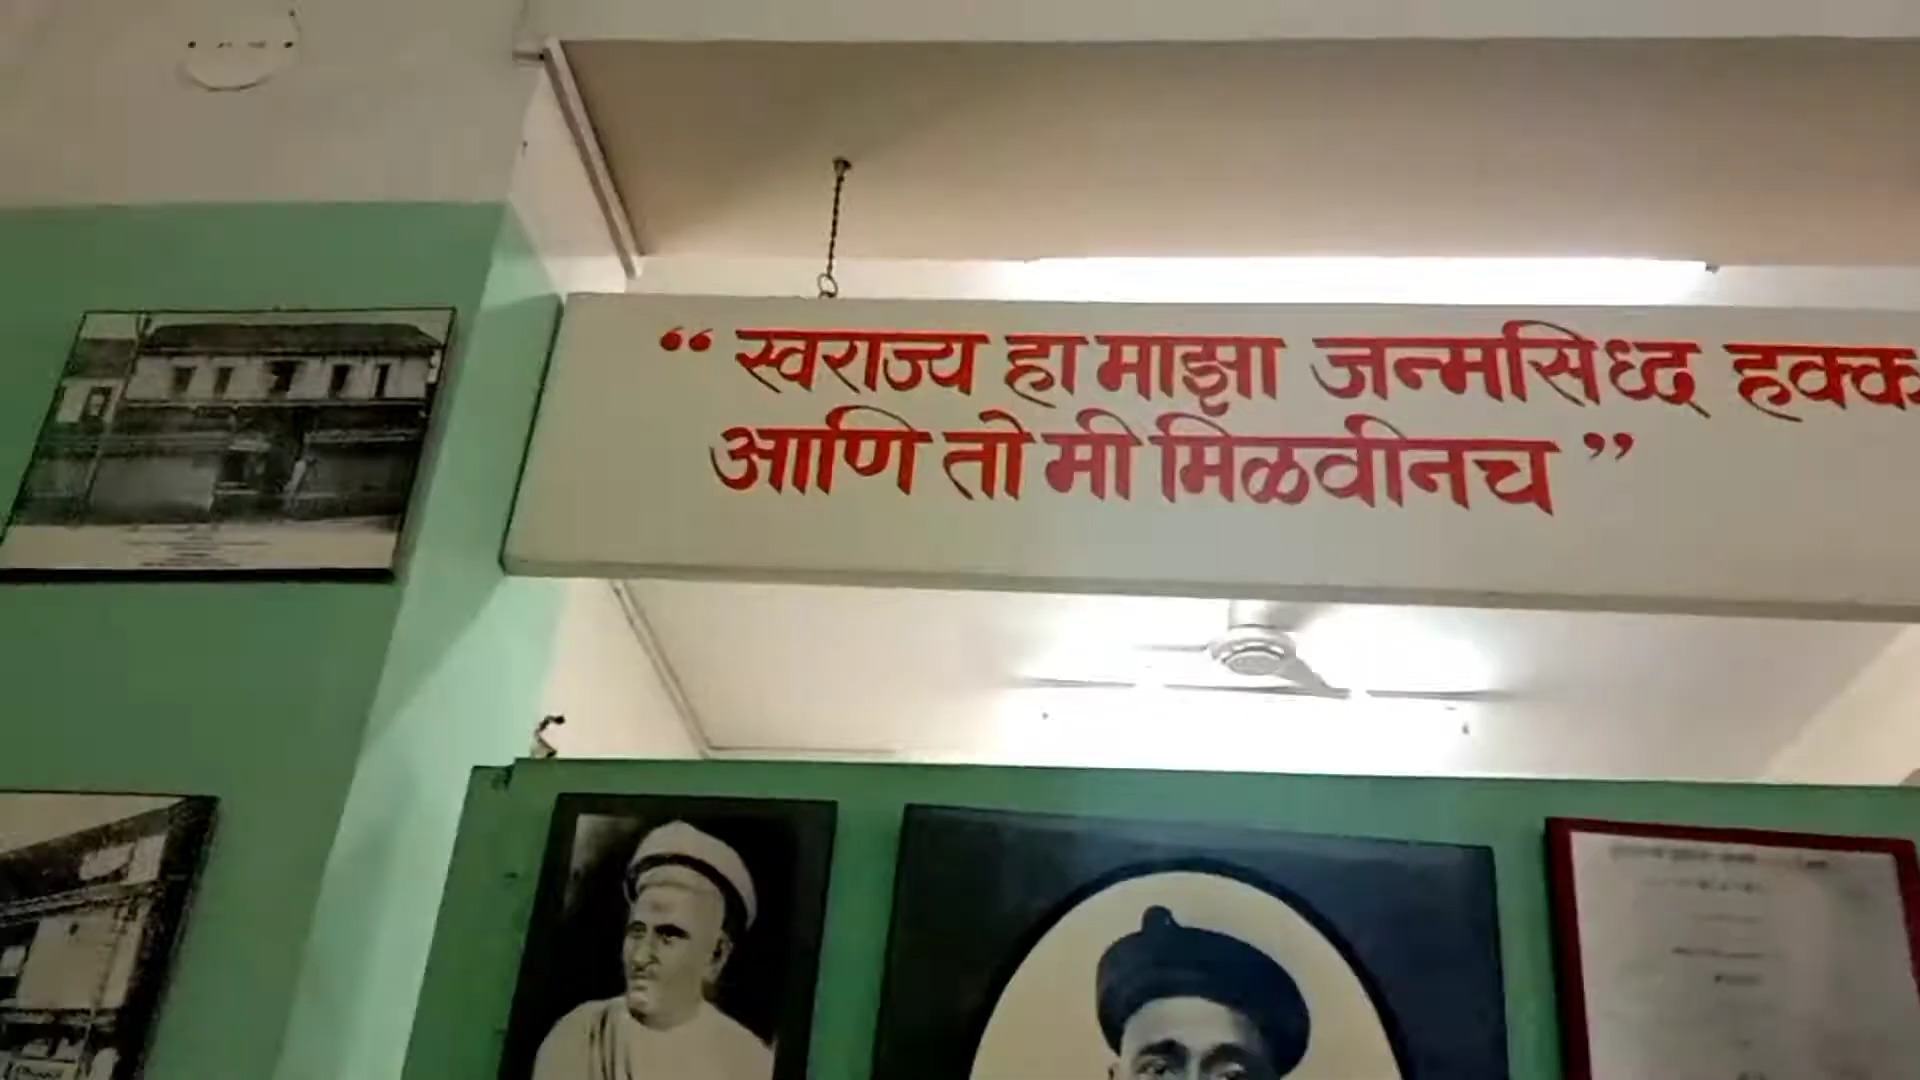 “ स्वराज्य हा माझा जन्मसिध्द हक्क
आणि तो मी मिळवीनच ”